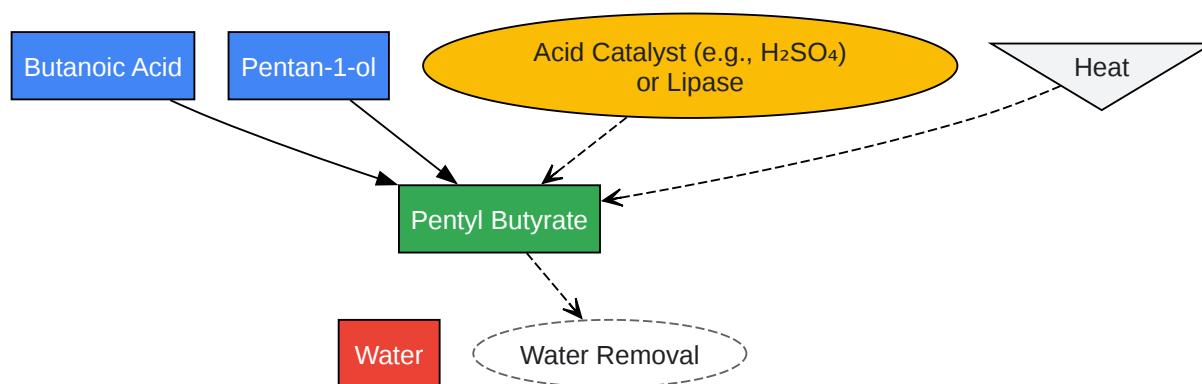 Butanoic Acid
Pentan-1-ol
Acid Catalyst (e.g., H₂SO₄)
or Lipase
Heat
Pentyl Butyrate
Water
Water Removal